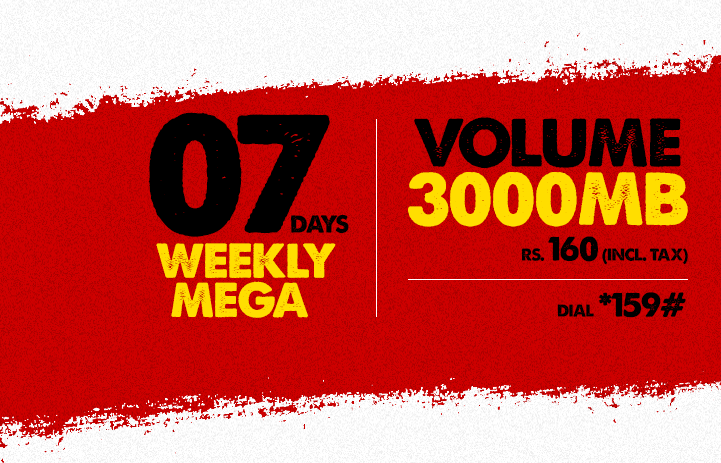 07
DAYS
WEEKLY
MEGA
VOLUME
3000MB
RS. 160 (INCL. TAX)
DIAL *159#